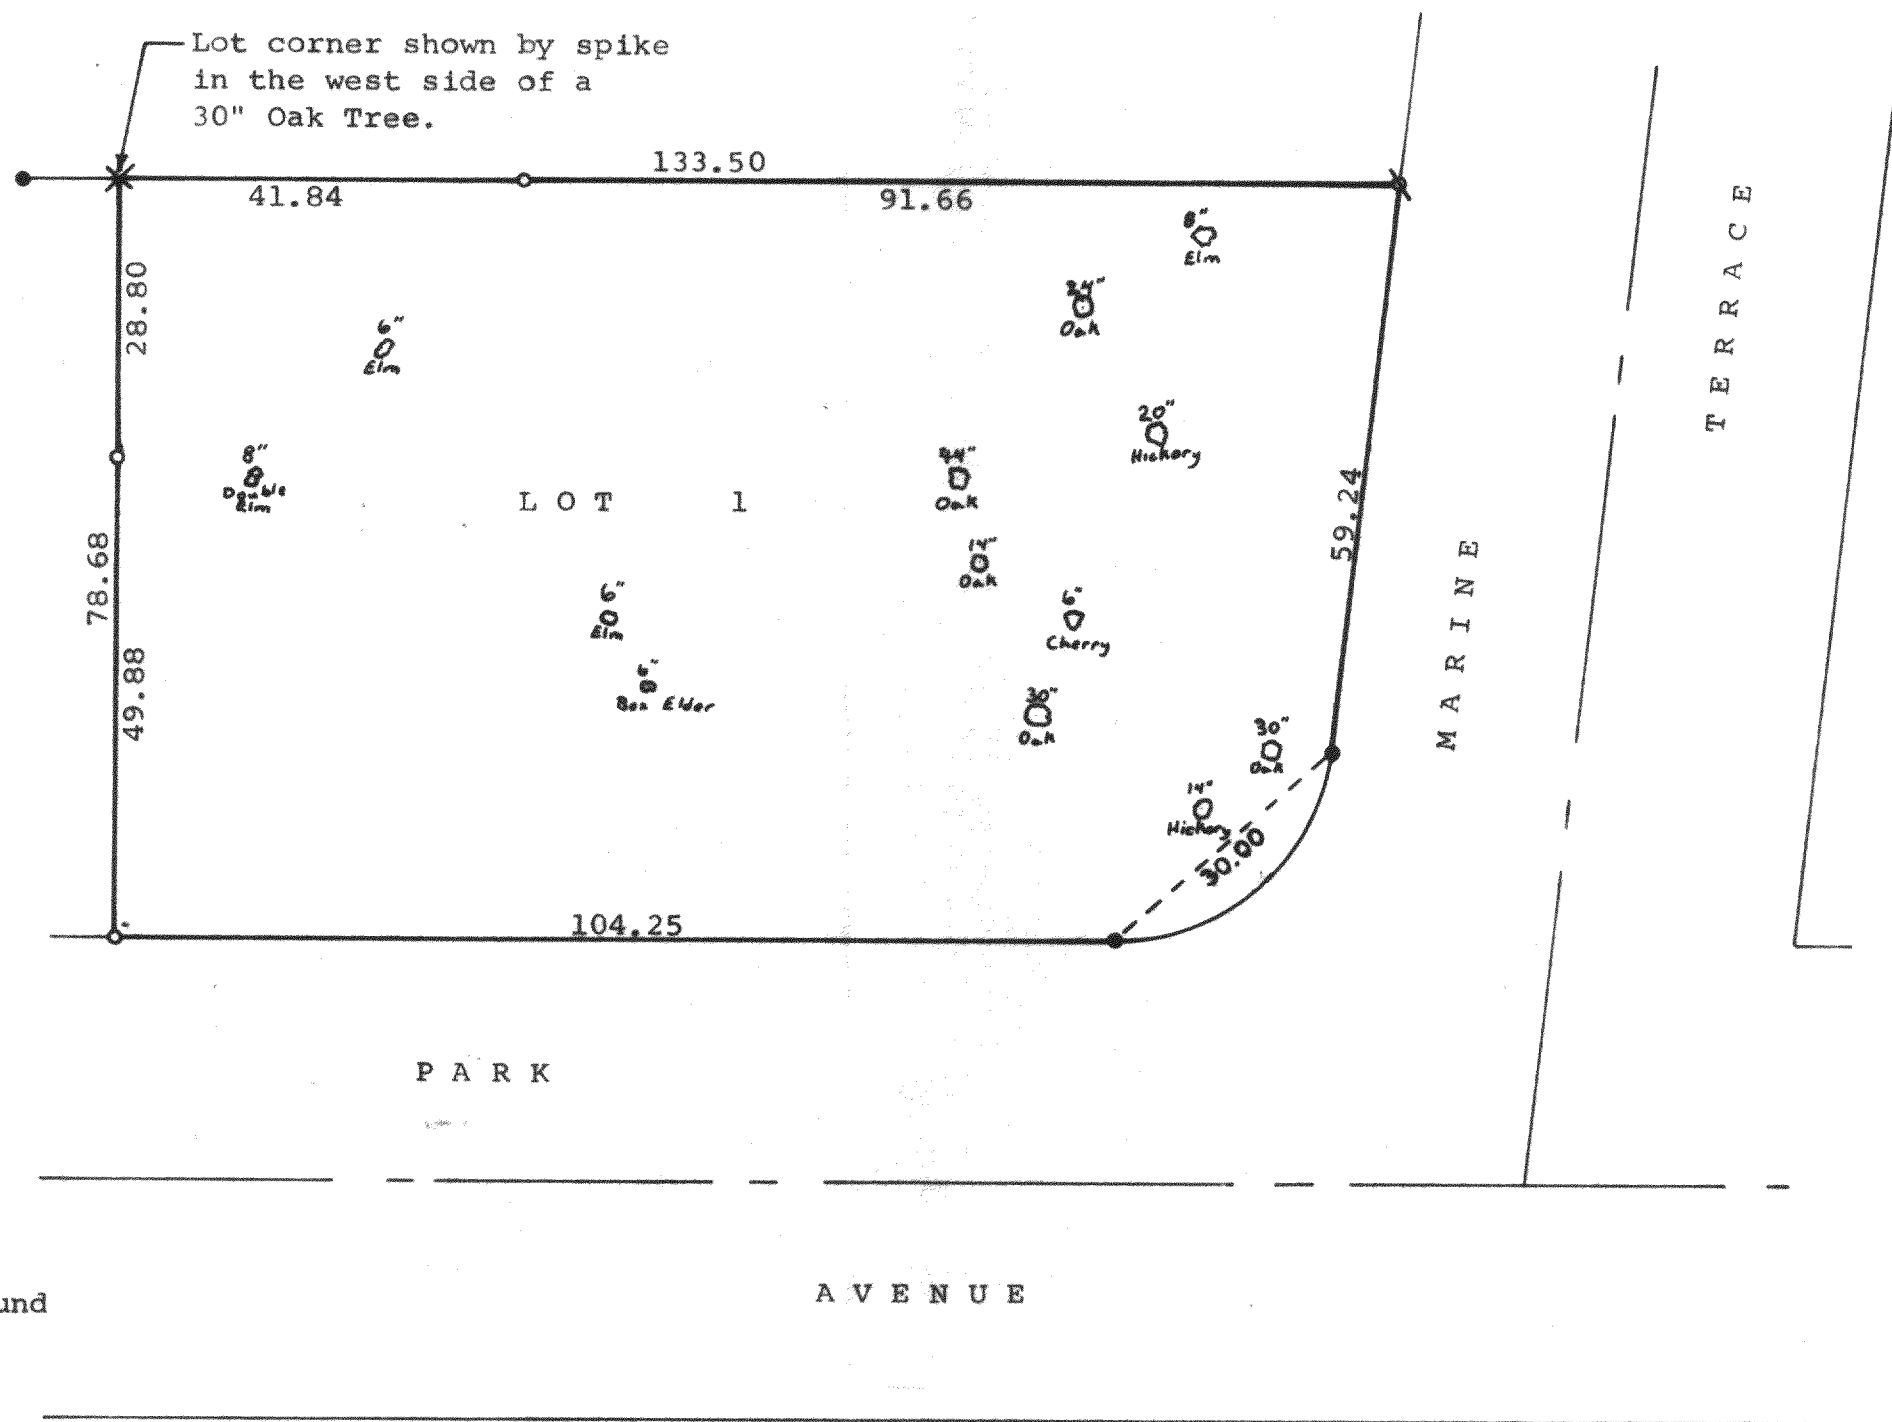 Lot corner shown by spike
in the west side of a
30" Oak Tree.
133.50
41.84
91.66
28.80
8"
Elm
24"
Oak
6"
Elm
20"
Hickory
8"
Double
Elm
LOT 1
44"
Oak
59.24
TERRACE
MARINE
78.68
49.88
Oak
6"
Elm
6"
Cherry
6"
Box Elder
30"
Oak
30"
Oak
14"
Hickory
30.00
104.25
PARK
AVENUE
und